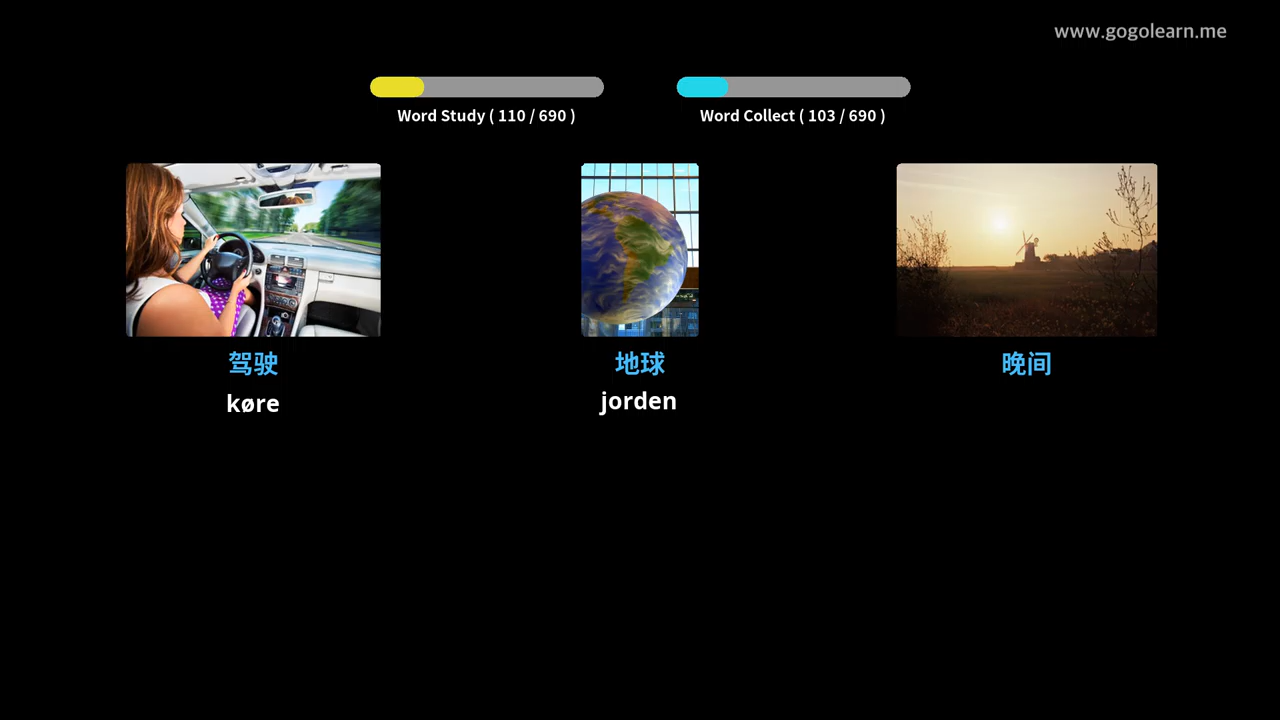 www.gogolearn.me
Word Study ( 110 / 690 )
Word Collect ( 103 / 690 )
驾驶
地球
晚间
køre
jorden